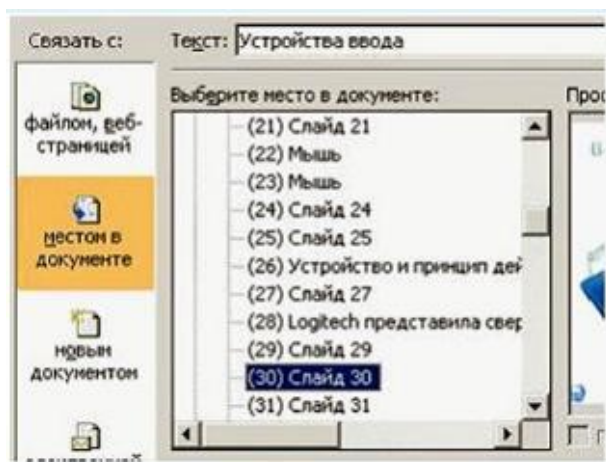 Связать с:
Текст: Устройства ввода
файлом, веб-
страницей
местом в
документе
новым
документом
Выберите место в документе:
(21) Слайд 21
(22) Мышь
(23) Мышь
(24) Слайд 24
(25) Слайд 25
(26) Устройство и принцип дей
(27) Слайд 27
(28) Logitech представила свер
(29) Слайд 29
(30) Слайд 30
(31) Слайд 31
Прос